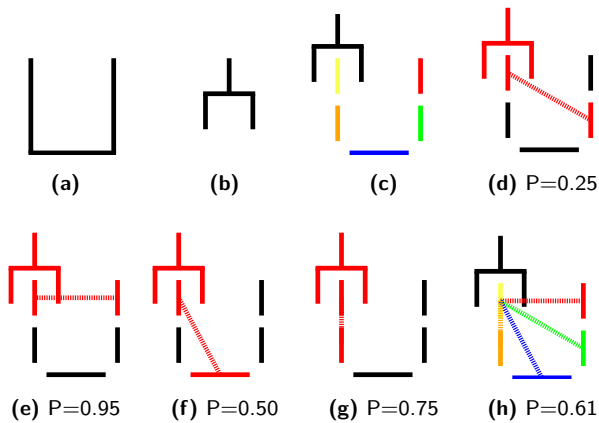 (a)
(b)
(c)
(d) P=0.25
(e) P=0.95
(f) P=0.50
(g) P=0.75
(h) P=0.61